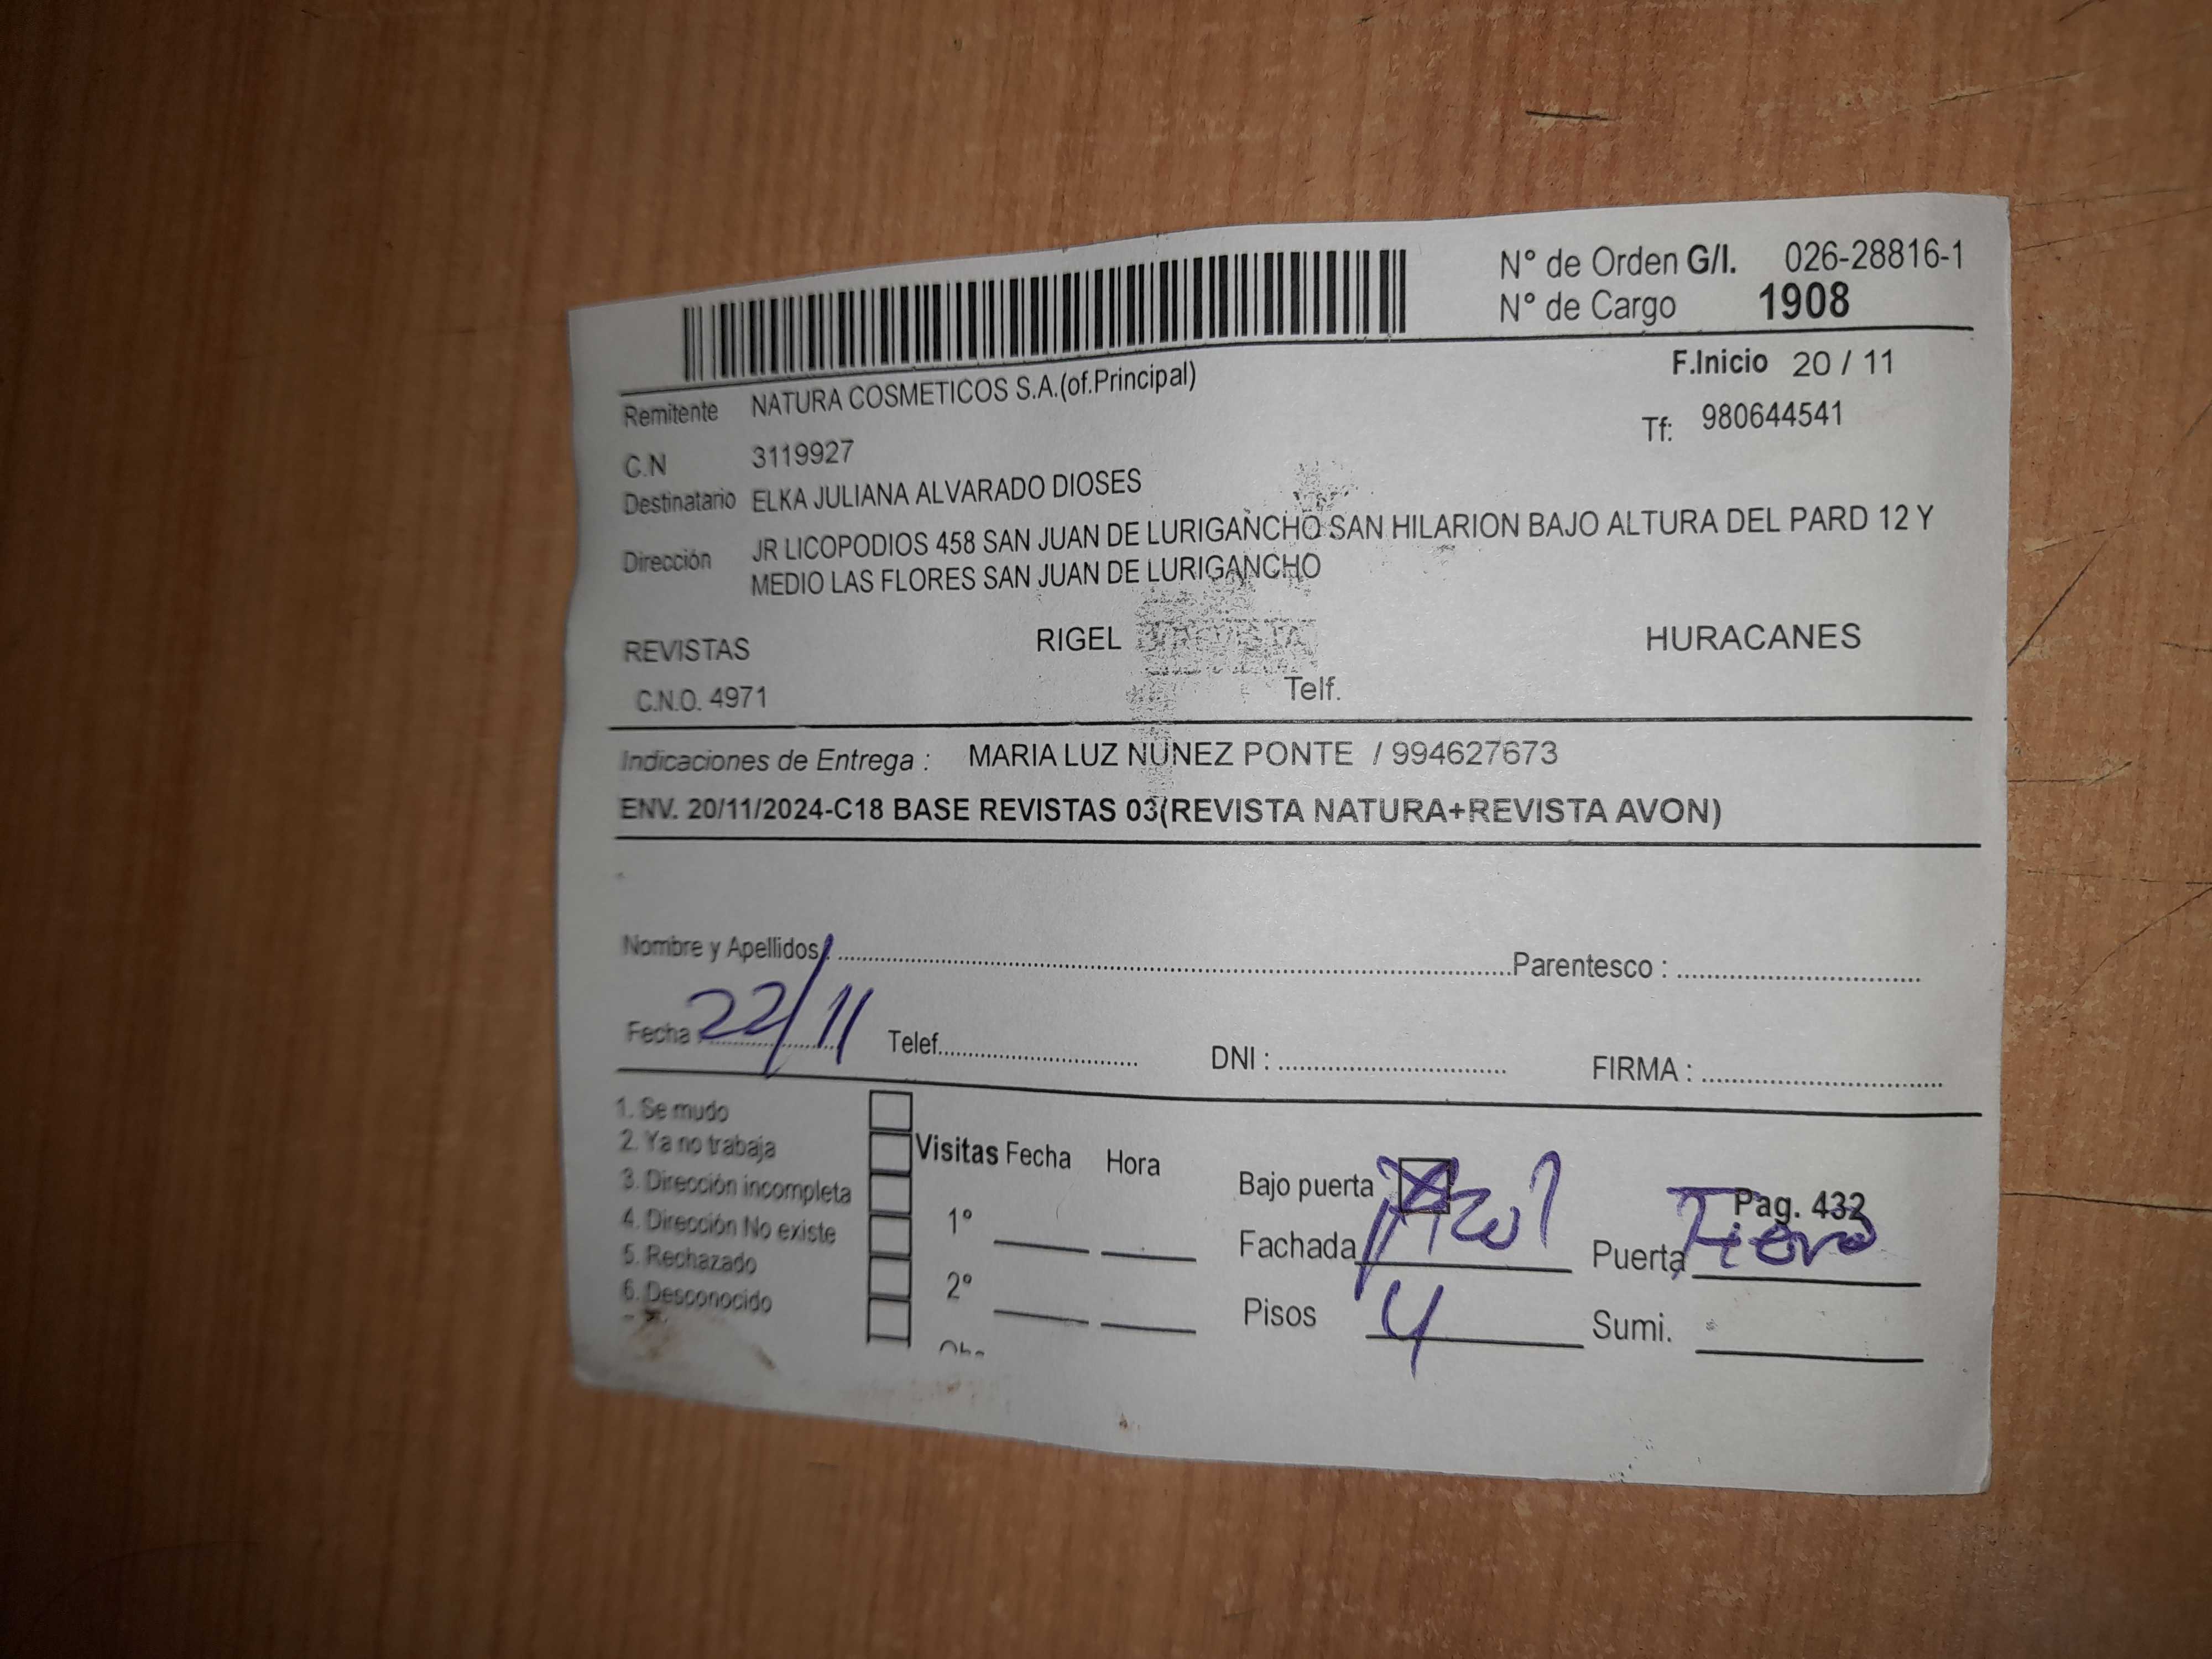 N° de Orden G/I. 026-28816-1
N° de Cargo 1908
F.Inicio 20 / 11
Remitente NATURA COSMETICOS S.A.(of.Principal)
Tf: 980644541
C.N 3119927
Destinatario ELKA JULIANA ALVARADO DIOSES
Dirección JR LICOPODIOS 458 SAN JUAN DE LURIGANCHO SAN HILARION BAJO ALTURA DEL PARD 12 Y
MEDIO LAS FLORES SAN JUAN DE LURIGANCHO
REVISTAS RIGEL HURACANES
C.N.O. 4971 Telf.
Indicaciones de Entrega : MARIA LUZ NUNEZ PONTE / 994627673
ENV. 20/11/2024-C18 BASE REVISTAS 03(REVISTA NATURA+REVISTA AVON)
Nombre y Apellidos: Parentesco :
Fecha 22/11 Telef. DNI : FIRMA :
1. Se mudo
2. Ya no trabaja
3. Dirección incompleta
4. Dirección No existe
5. Rechazado
6. Desconocido
Visitas Fecha Hora
1°
2°
Bajo puerta X
Pag. 432
Fachada Puerta
Pisos 4 Sumi.